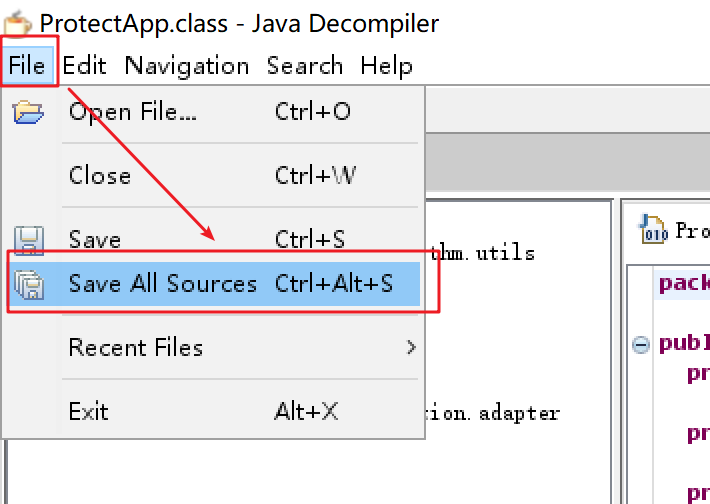 ProtectApp.class - Java Decompiler
File Edit Navigation Search Help
Open File... Ctrl+O
Close Ctrl+W
Save Ctrl+S
thm.utils
Pro
Save All Sources Ctrl+Alt+S
pack
Recent Files
publ
pr
Exit Alt+X
ion.adapter
pr
pr